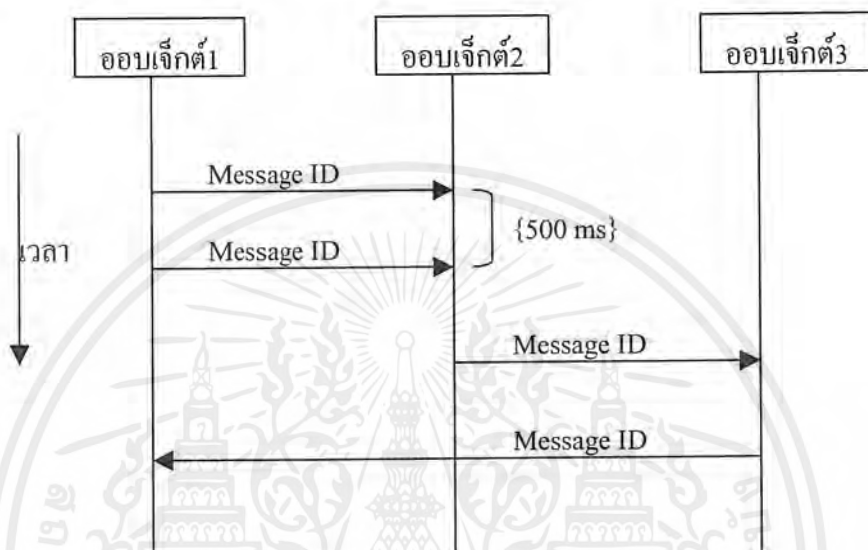 ออบเจ็กต์1
ออบเจ็กต์2
ออบเจ็กต์3
Message ID
{500 ms}
เวลา
Message ID
Message ID
Message ID